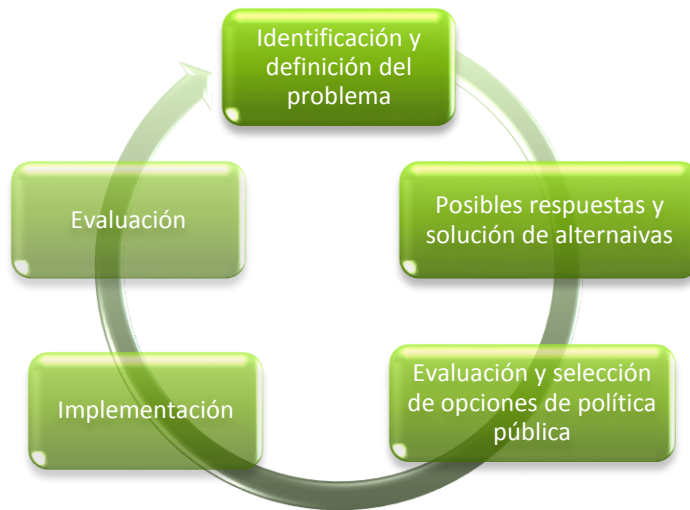 Identificación y
definición del
problema
Posibles respuestas y
solución de alternaivas
Evaluación y selección
de opciones de política
pública
Implementación
Evaluación